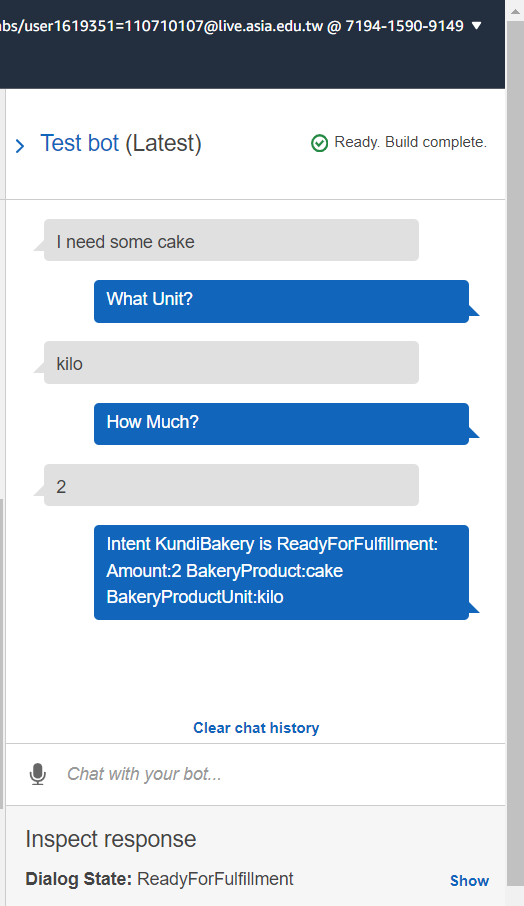 bs/user1619351=110710107@live.asia.edu.tw @ 7194-1590-9149
Test bot (Latest)
Ready. Build complete.
I need some cake
What Unit?
kilo
How Much?
2
Intent KundiBakery is ReadyForFulfillment:
Amount:2 BakeryProduct:cake
BakeryProductUnit:kilo
Clear chat history
Chat with your bot...
Inspect response
Dialog State: ReadyForFulfillment
Show